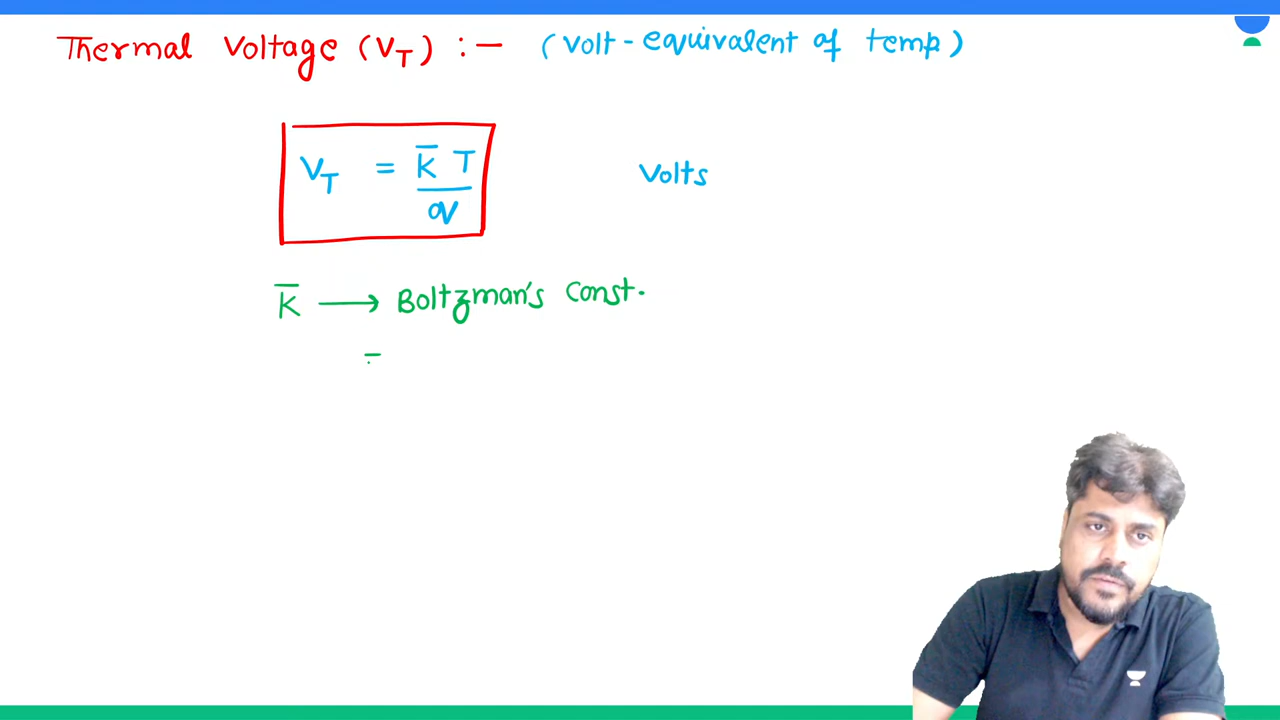 Thermal Voltage (VT) :- (Volt-equivalent of temp)
VT = K̅ T / q Volts
K̅ → Boltzman's Const.
=